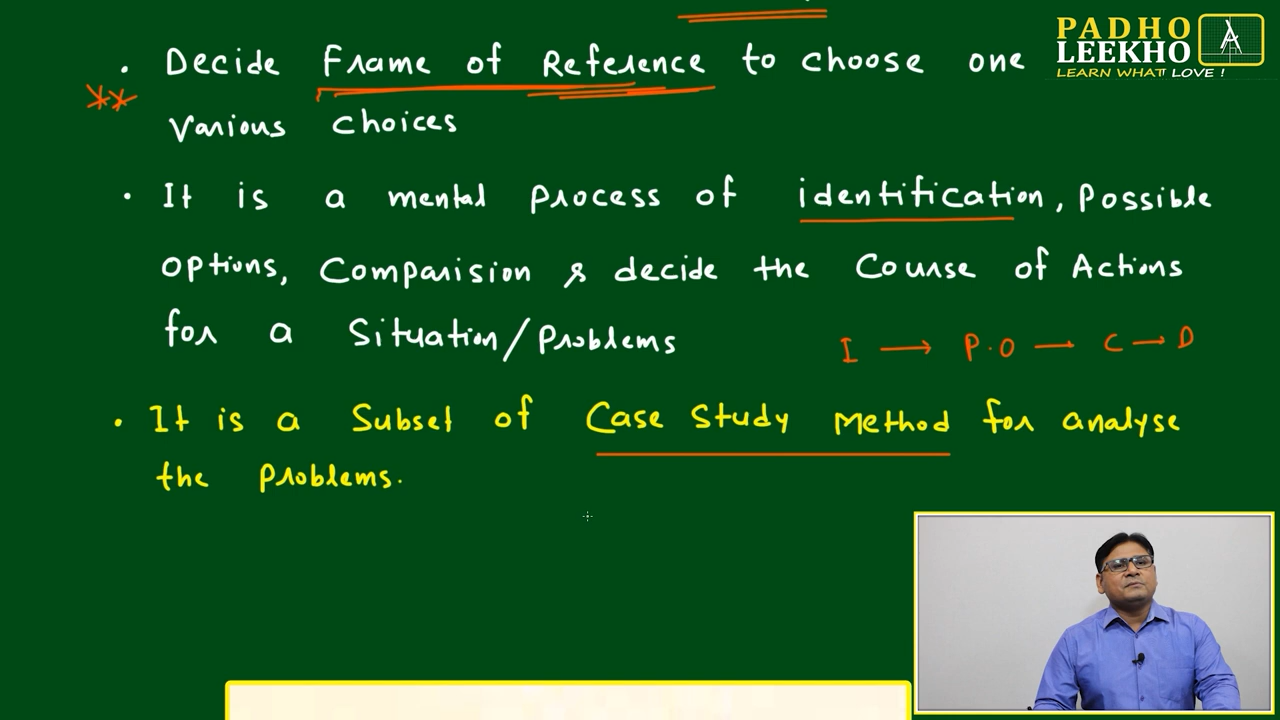 • Decide Frame of Reference to choose one
** Various choices
• It is a mental process of identification, Possible
options, Comparision & decide the Course of Actions
for a Situation/Problems
I → P.O → C → D
• It is a Subset of Case Study Method for analyse
the Problems.
PADHO
LEEKHO
LEARN WHAT LOVE !